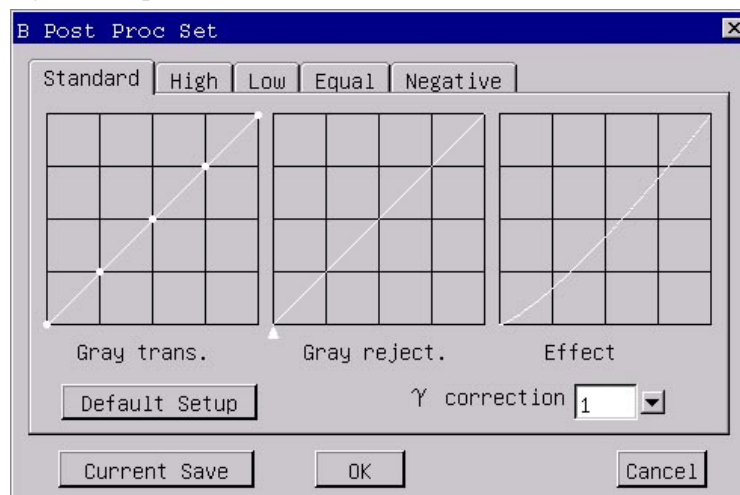 B Post Proc Set
Standard High Low Equal Negative
Gray trans. Gray reject. Effect
Default Setup γ correction 1
Current Save OK Cancel